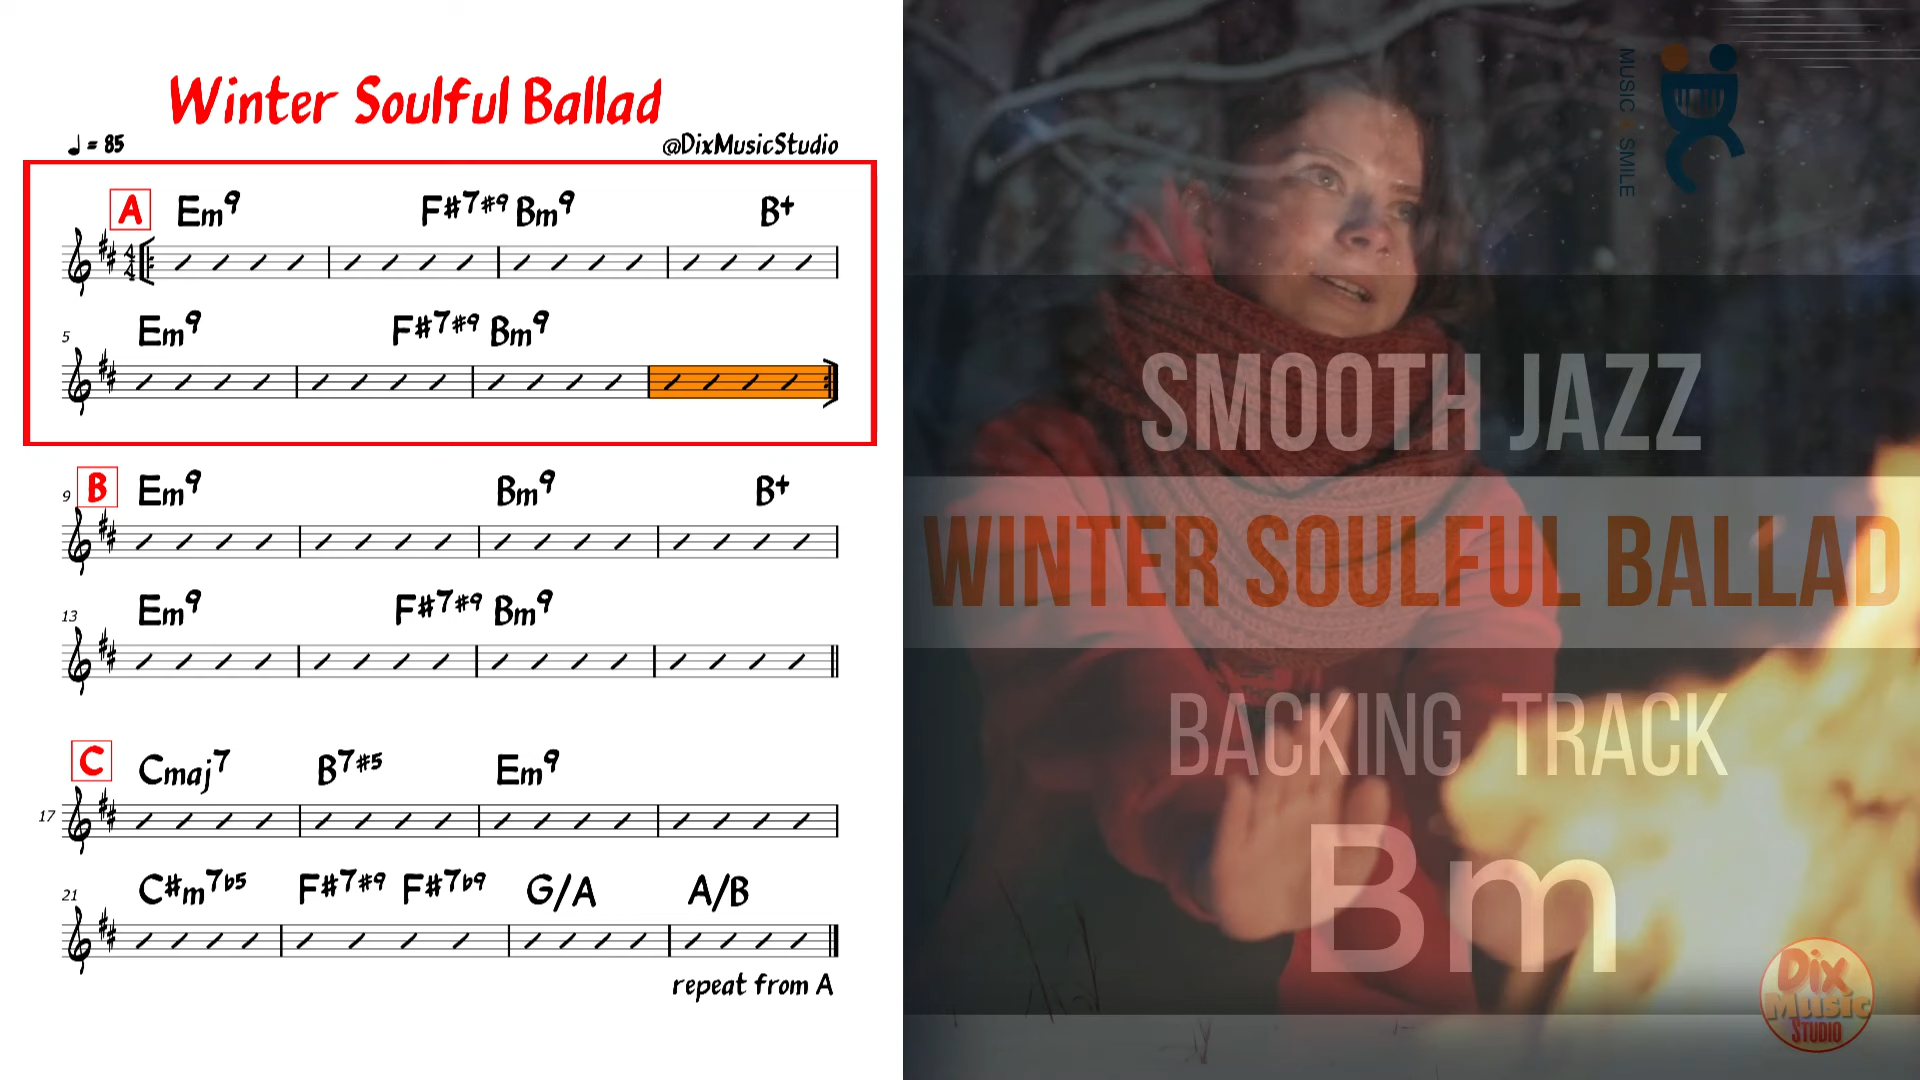 Winter Soulful Ballad
♩ = 85
@DixMusicStudio
A Em9 F#7#9 Bm9 B+
4/4
5 Em9 F#7#9 Bm9
9 B Em9 Bm9 B+
13 Em9 F#7#9 Bm9
C Cmaj7 B7#5 Em9
17
21 C#m7b5 F#7#9 F#7b9 G/A A/B
repeat from A
MUSIC & SMILE
SMOOTH JAZZ
WINTER SOULFUL BALLAD
BACKING TRACK
Bm
Dix
Music
STUDIO